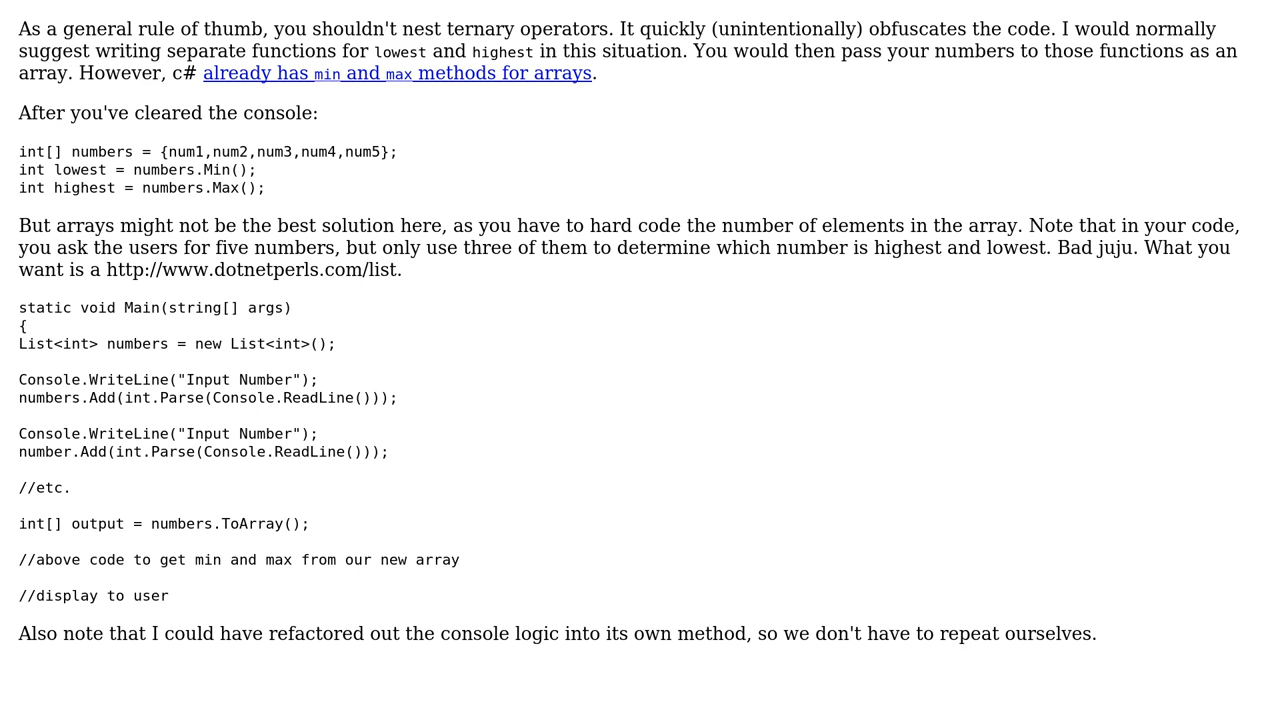 As a general rule of thumb, you shouldn't nest ternary operators. It quickly (unintentionally) obfuscates the code. I would normally
suggest writing separate functions for lowest and highest in this situation. You would then pass your numbers to those functions as an
array. However, c# already has min and max methods for arrays.
After you've cleared the console:
int[] numbers = {num1,num2,num3,num4,num5};
int lowest = numbers.Min();
int highest = numbers.Max();
But arrays might not be the best solution here, as you have to hard code the number of elements in the array. Note that in your code,
you ask the users for five numbers, but only use three of them to determine which number is highest and lowest. Bad juju. What you
want is a http://www.dotnetperls.com/list.
static void Main(string[] args)
{
List<int> numbers = new List<int>();
Console.WriteLine("Input Number");
numbers.Add(int.Parse(Console.ReadLine()));
Console.WriteLine("Input Number");
number.Add(int.Parse(Console.ReadLine()));
//etc.
int[] output = numbers.ToArray();
//above code to get min and max from our new array
//display to user
Also note that I could have refactored out the console logic into its own method, so we don't have to repeat ourselves.